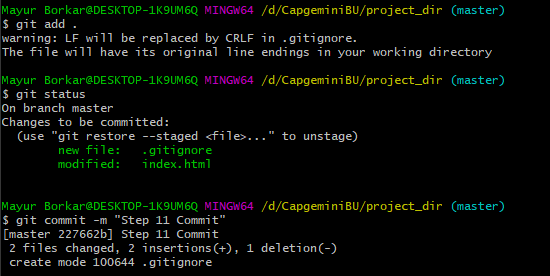 Mayur Borkar@DESKTOP-1K9UM6Q MINGW64 /d/CapgeminiBU/project_dir (master)
$ git add .
warning: LF will be replaced by CRLF in .gitignore.
The file will have its original line endings in your working directory
Mayur Borkar@DESKTOP-1K9UM6Q MINGW64 /d/CapgeminiBU/project_dir (master)
$ git status
On branch master
Changes to be committed:
  (use "git restore --staged <file>..." to unstage)
        new file:   .gitignore
        modified:   index.html
Mayur Borkar@DESKTOP-1K9UM6Q MINGW64 /d/CapgeminiBU/project_dir (master)
$ git commit -m "Step 11 Commit"
[master 227662b] Step 11 Commit
 2 files changed, 2 insertions(+), 1 deletion(-)
 create mode 100644 .gitignore